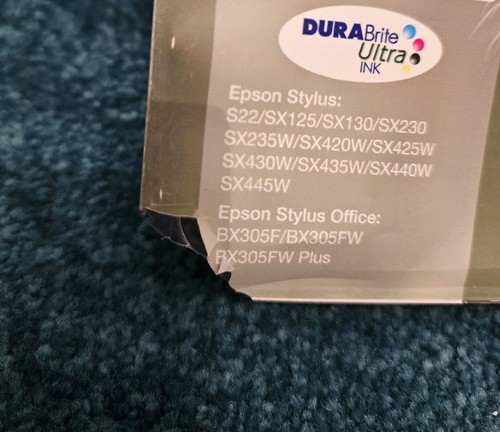 DURABrite
Ultra
INK
Epson Stylus:
S22/SX125/SX130/SX230
SX235W/SX420W/SX425W
SX430W/SX435W/SX440W
SX445W
Epson Stylus Office:
BX305F/BX305FW
BX305FW Plus